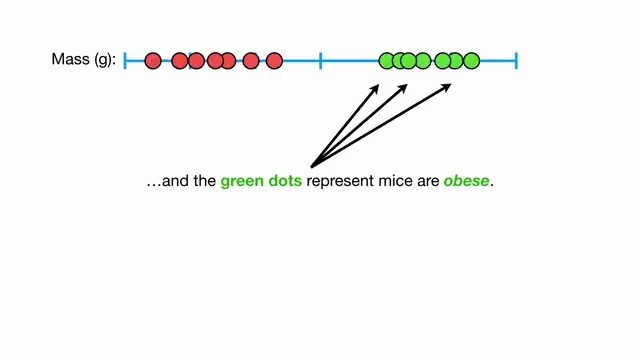 Mass (g):
…and the green dots represent mice are obese.